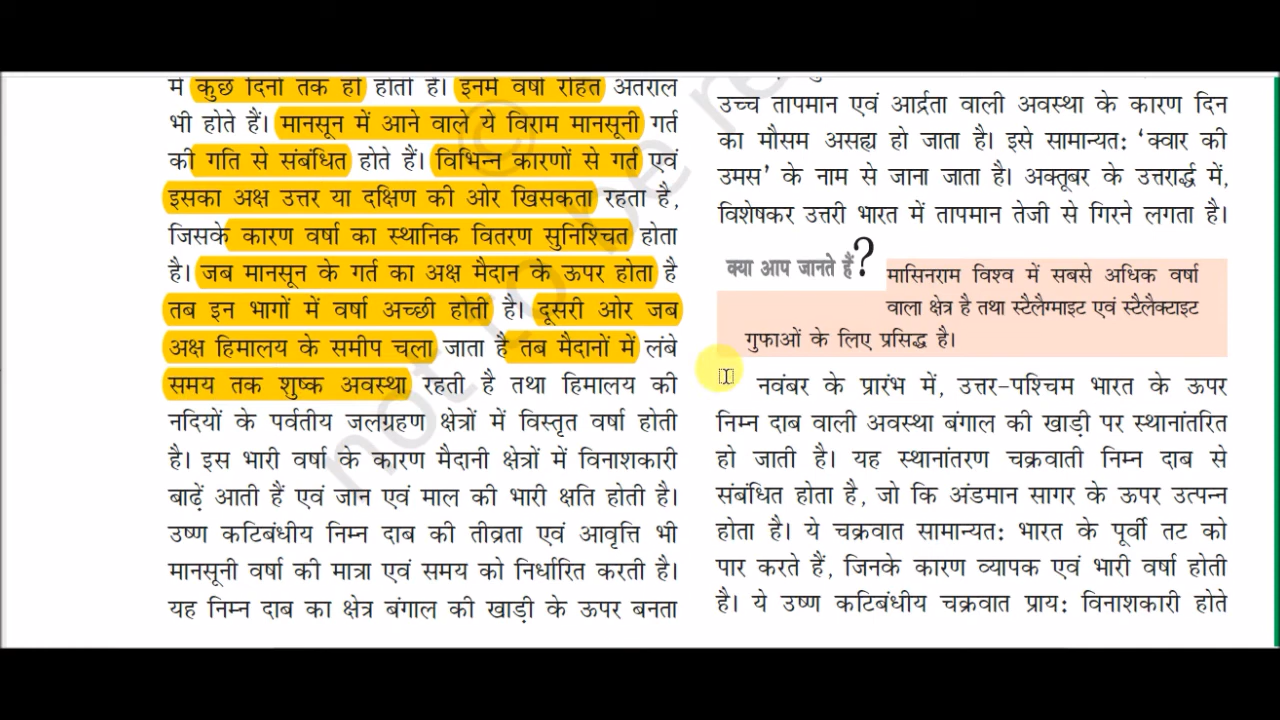 में कुछ दिनों तक ही होती है। इनमें वर्षा रहित अंतराल
भी होते हैं। मानसून में आने वाले ये विराम मानसूनी गर्त
की गति से संबंधित होते हैं। विभिन्न कारणों से गर्त एवं
इसका अक्ष उत्तर या दक्षिण की ओर खिसकता रहता है,
जिसके कारण वर्षा का स्थानिक वितरण सुनिश्चित होता
है। जब मानसून के गर्त का अक्ष मैदान के ऊपर होता है
तब इन भागों में वर्षा अच्छी होती है। दूसरी ओर जब
अक्ष हिमालय के समीप चला जाता है तब मैदानों में लंबे
समय तक शुष्क अवस्था रहती है तथा हिमालय की
नदियों के पर्वतीय जलग्रहण क्षेत्रों में विस्तृत वर्षा होती
है। इस भारी वर्षा के कारण मैदानी क्षेत्रों में विनाशकारी
बाढ़ें आती हैं एवं जान एवं माल की भारी क्षति होती है।
उष्ण कटिबंधीय निम्न दाब की तीव्रता एवं आवृत्ति भी
मानसूनी वर्षा की मात्रा एवं समय को निर्धारित करती है।
यह निम्न दाब का क्षेत्र बंगाल की खाड़ी के ऊपर बनता
उच्च तापमान एवं आर्द्रता वाली अवस्था के कारण दिन
का मौसम असह्य हो जाता है। इसे सामान्यत: ‘क्वार की
उमस’ के नाम से जाना जाता है। अक्तूबर के उत्तरार्द्ध में,
विशेषकर उत्तरी भारत में तापमान तेजी से गिरने लगता है।
क्या आप जानते हैं?
मासिनराम विश्व में सबसे अधिक वर्षा
वाला क्षेत्र है तथा स्टैलैग्माइट एवं स्टैलैक्टाइट
गुफाओं के लिए प्रसिद्ध है।
नवंबर के प्रारंभ में, उत्तर-पश्चिम भारत के ऊपर
निम्न दाब वाली अवस्था बंगाल की खाड़ी पर स्थानांतरित
हो जाती है। यह स्थानांतरण चक्रवाती निम्न दाब से
संबंधित होता है, जो कि अंडमान सागर के ऊपर उत्पन्न
होता है। ये चक्रवात सामान्यत: भारत के पूर्वी तट को
पार करते हैं, जिनके कारण व्यापक एवं भारी वर्षा होती
है। ये उष्ण कटिबंधीय चक्रवात प्राय: विनाशकारी होते
© not to be re